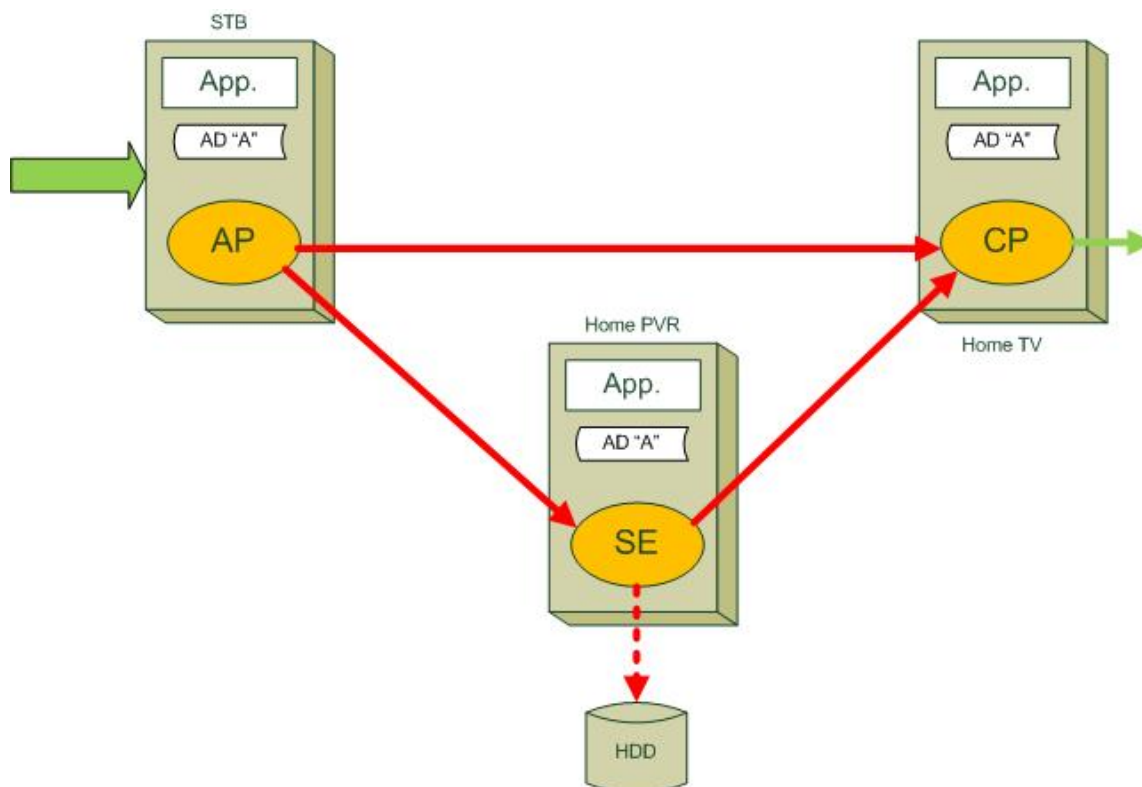 STB
App.
AD “A”
AP
App.
AD “A”
CP
Home TV
Home PVR
App.
AD “A”
SE
HDD